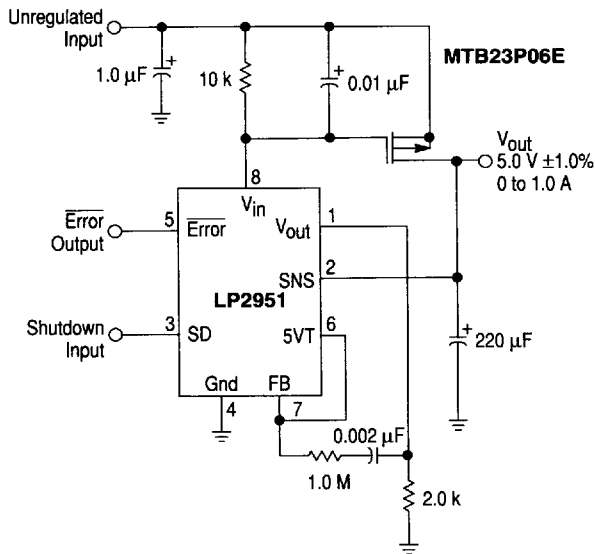 Unregulated
Input
MTB23P06E
1.0 μF
+
10 k
+
0.01 μF
Vout
5.0 V ±1.0%
0 to 1.0 A
8
Vin
Error
Output
5
Error
Vout
1
SNS
2
LP2951
Shutdown
Input
3
SD
5VT
6
+
220 μF
Gnd
FB
4
7
0.002 μF
1.0 M
2.0 k